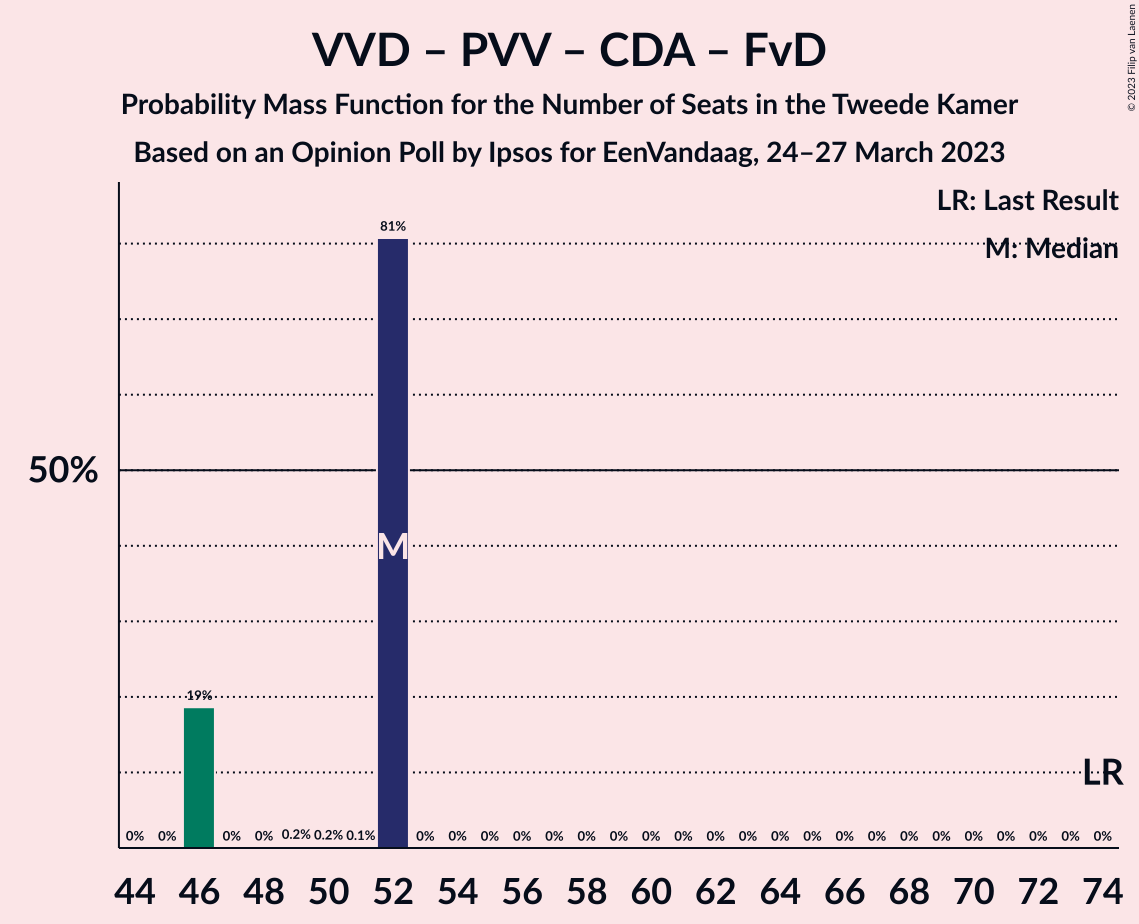 VVD – PVV – CDA – FvD
Probability Mass Function for the Number of Seats in the Tweede Kamer
Based on an Opinion Poll by Ipsos for EenVandaag, 24–27 March 2023
© 2023 Filip van Laenen
LR: Last Result
M: Median
81%
50%
M
19%
LR
0% 0% 0% 0% 0.2% 0.2% 0.1% 0% 0% 0% 0% 0% 0% 0% 0% 0% 0% 0% 0% 0% 0% 0% 0% 0% 0% 0% 0% 0% 0%
44 46 48 50 52 54 56 58 60 62 64 66 68 70 72 74